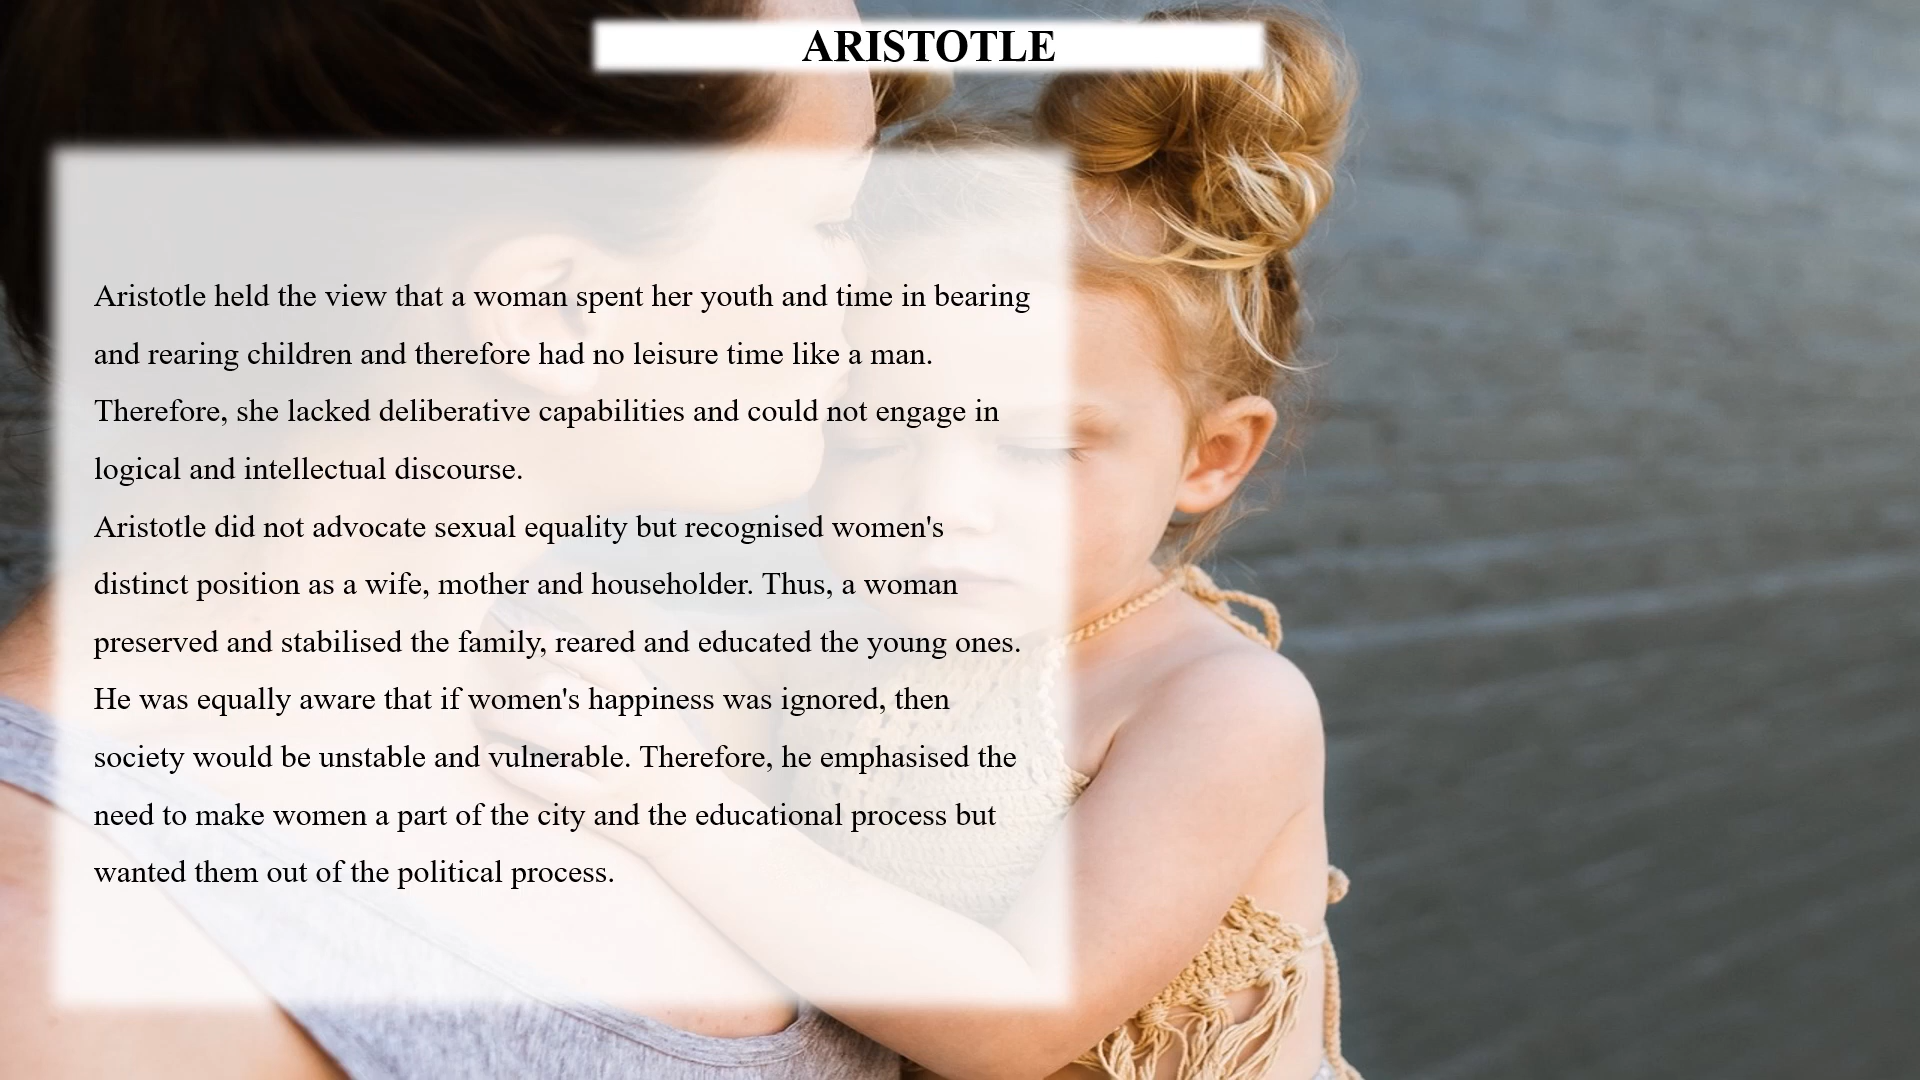 ARISTOTLE
Aristotle held the view that a woman spent her youth and time in bearing
and rearing children and therefore had no leisure time like a man.
Therefore, she lacked deliberative capabilities and could not engage in
logical and intellectual discourse.
Aristotle did not advocate sexual equality but recognised women's
distinct position as a wife, mother and householder. Thus, a woman
preserved and stabilised the family, reared and educated the young ones.
He was equally aware that if women's happiness was ignored, then
society would be unstable and vulnerable. Therefore, he emphasised the
need to make women a part of the city and the educational process but
wanted them out of the political process.